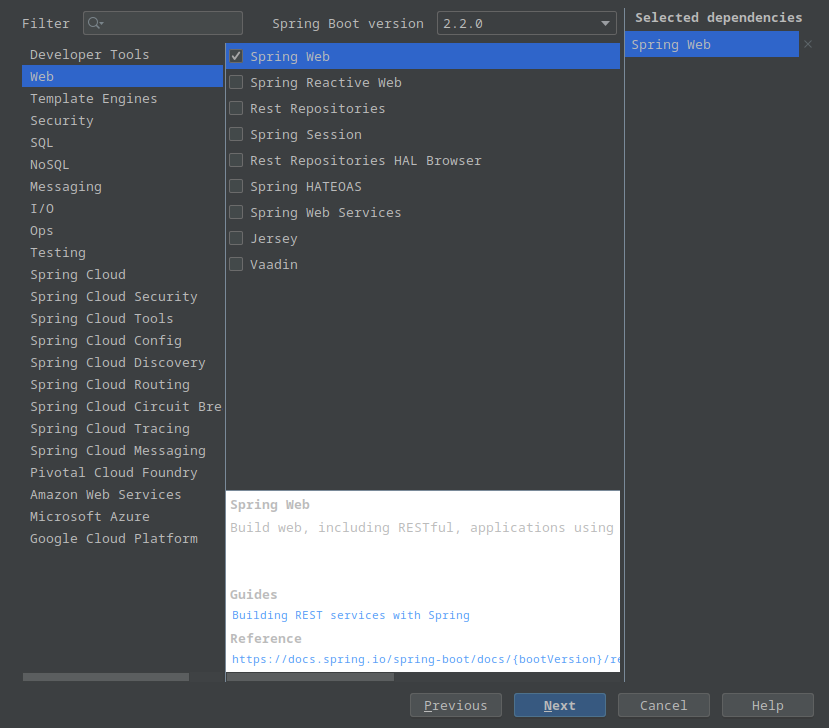 Filter
Spring Boot version
2.2.0
Developer Tools
Web
Template Engines
Security
SQL
NoSQL
Messaging
I/O
Ops
Testing
Spring Cloud
Spring Cloud Security
Spring Cloud Tools
Spring Cloud Config
Spring Cloud Discovery
Spring Cloud Routing
Spring Cloud Circuit Bre
Spring Cloud Tracing
Spring Cloud Messaging
Pivotal Cloud Foundry
Amazon Web Services
Microsoft Azure
Google Cloud Platform
Spring Web
Spring Reactive Web
Rest Repositories
Spring Session
Rest Repositories HAL Browser
Spring HATEOAS
Spring Web Services
Jersey
Vaadin
Spring Web
Build web, including RESTful, applications using
Guides
Building REST services with Spring
Reference
https://docs.spring.io/spring-boot/docs/{bootVersion}/re
Selected dependencies
Spring Web
Previous
Next
Cancel
Help